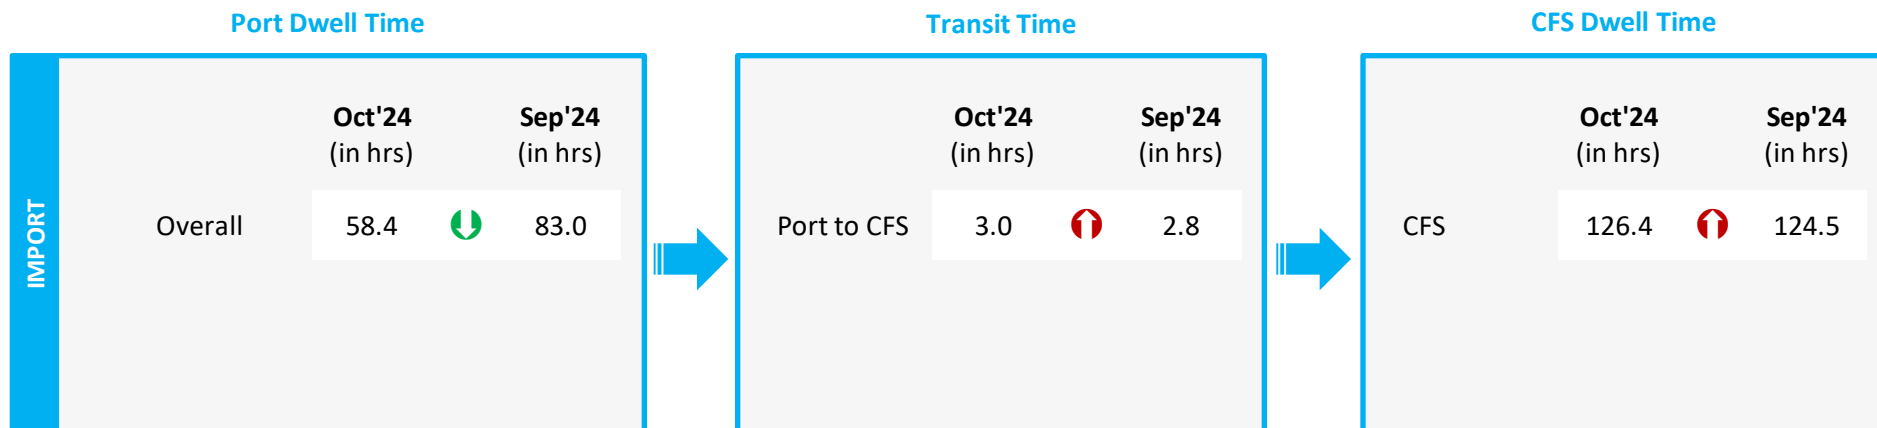 Port Dwell Time
Transit Time
CFS Dwell Time
IMPORT
Oct'24 Sep'24
(in hrs) (in hrs)
Overall 58.4 83.0
Oct'24 Sep'24
(in hrs) (in hrs)
Port to CFS 3.0 2.8
Oct'24 Sep'24
(in hrs) (in hrs)
CFS 126.4 124.5